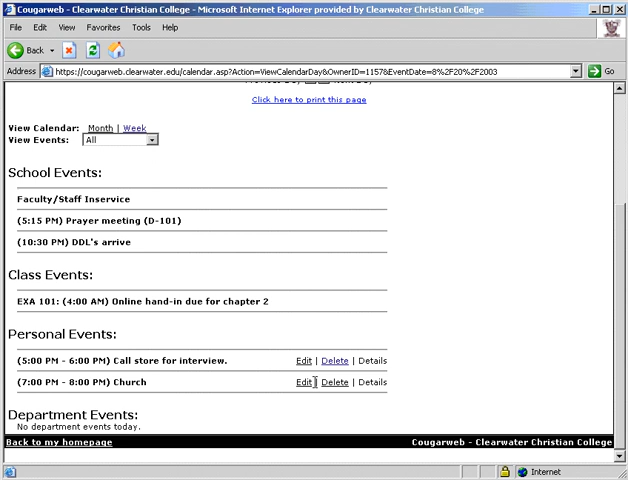 Cougarweb - Clearwater Christian College - Microsoft Internet Explorer provided by Clearwater Christian College
File Edit View Favorites Tools Help
Back
Address https://cougarweb.clearwater.edu/calendar.asp?Action=ViewCalendarDay&OwnerID=1157&EventDate=8%2F20%2F2003 Go
Click here to print this page
View Calendar: Month | Week
View Events: All
School Events:
Faculty/Staff Inservice
(5:15 PM) Prayer meeting (D-101)
(10:30 PM) DDL's arrive
Class Events:
EXA 101: (4:00 AM) Online hand-in due for chapter 2
Personal Events:
(5:00 PM - 6:00 PM) Call store for interview. Edit | Delete | Details
(7:00 PM - 8:00 PM) Church Edit | Delete | Details
Department Events:
No department events today.
Back to my homepage Cougarweb - Clearwater Christian College
Internet